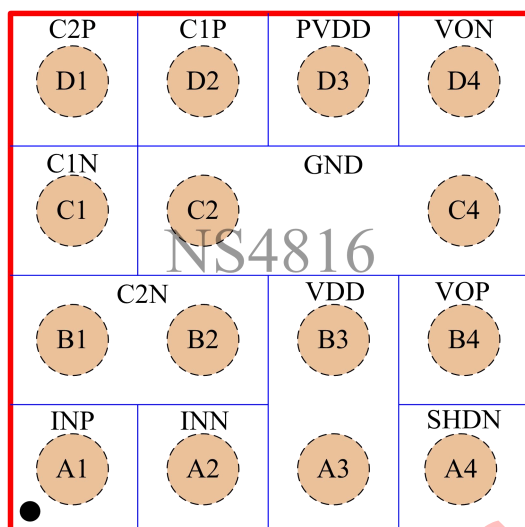 C2P C1P PVDD VON
D1 D2 D3 D4
C1N GND
C1 C2 C4
NS4816
C2N VDD VOP
B1 B2 B3 B4
INP INN SHDN
A1 A2 A3 A4